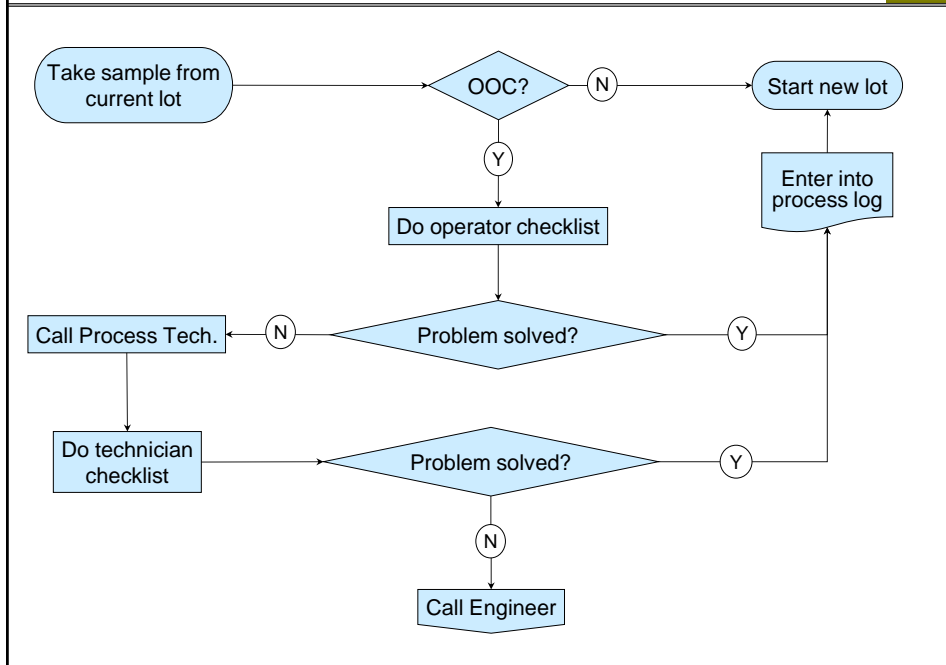 Take sample from
current lot
OOC?
N
Start new lot
Y
Enter into
process log
Do operator checklist
Call Process Tech.
N
Problem solved?
Y
Do technician
checklist
Problem solved?
Y
N
Call Engineer